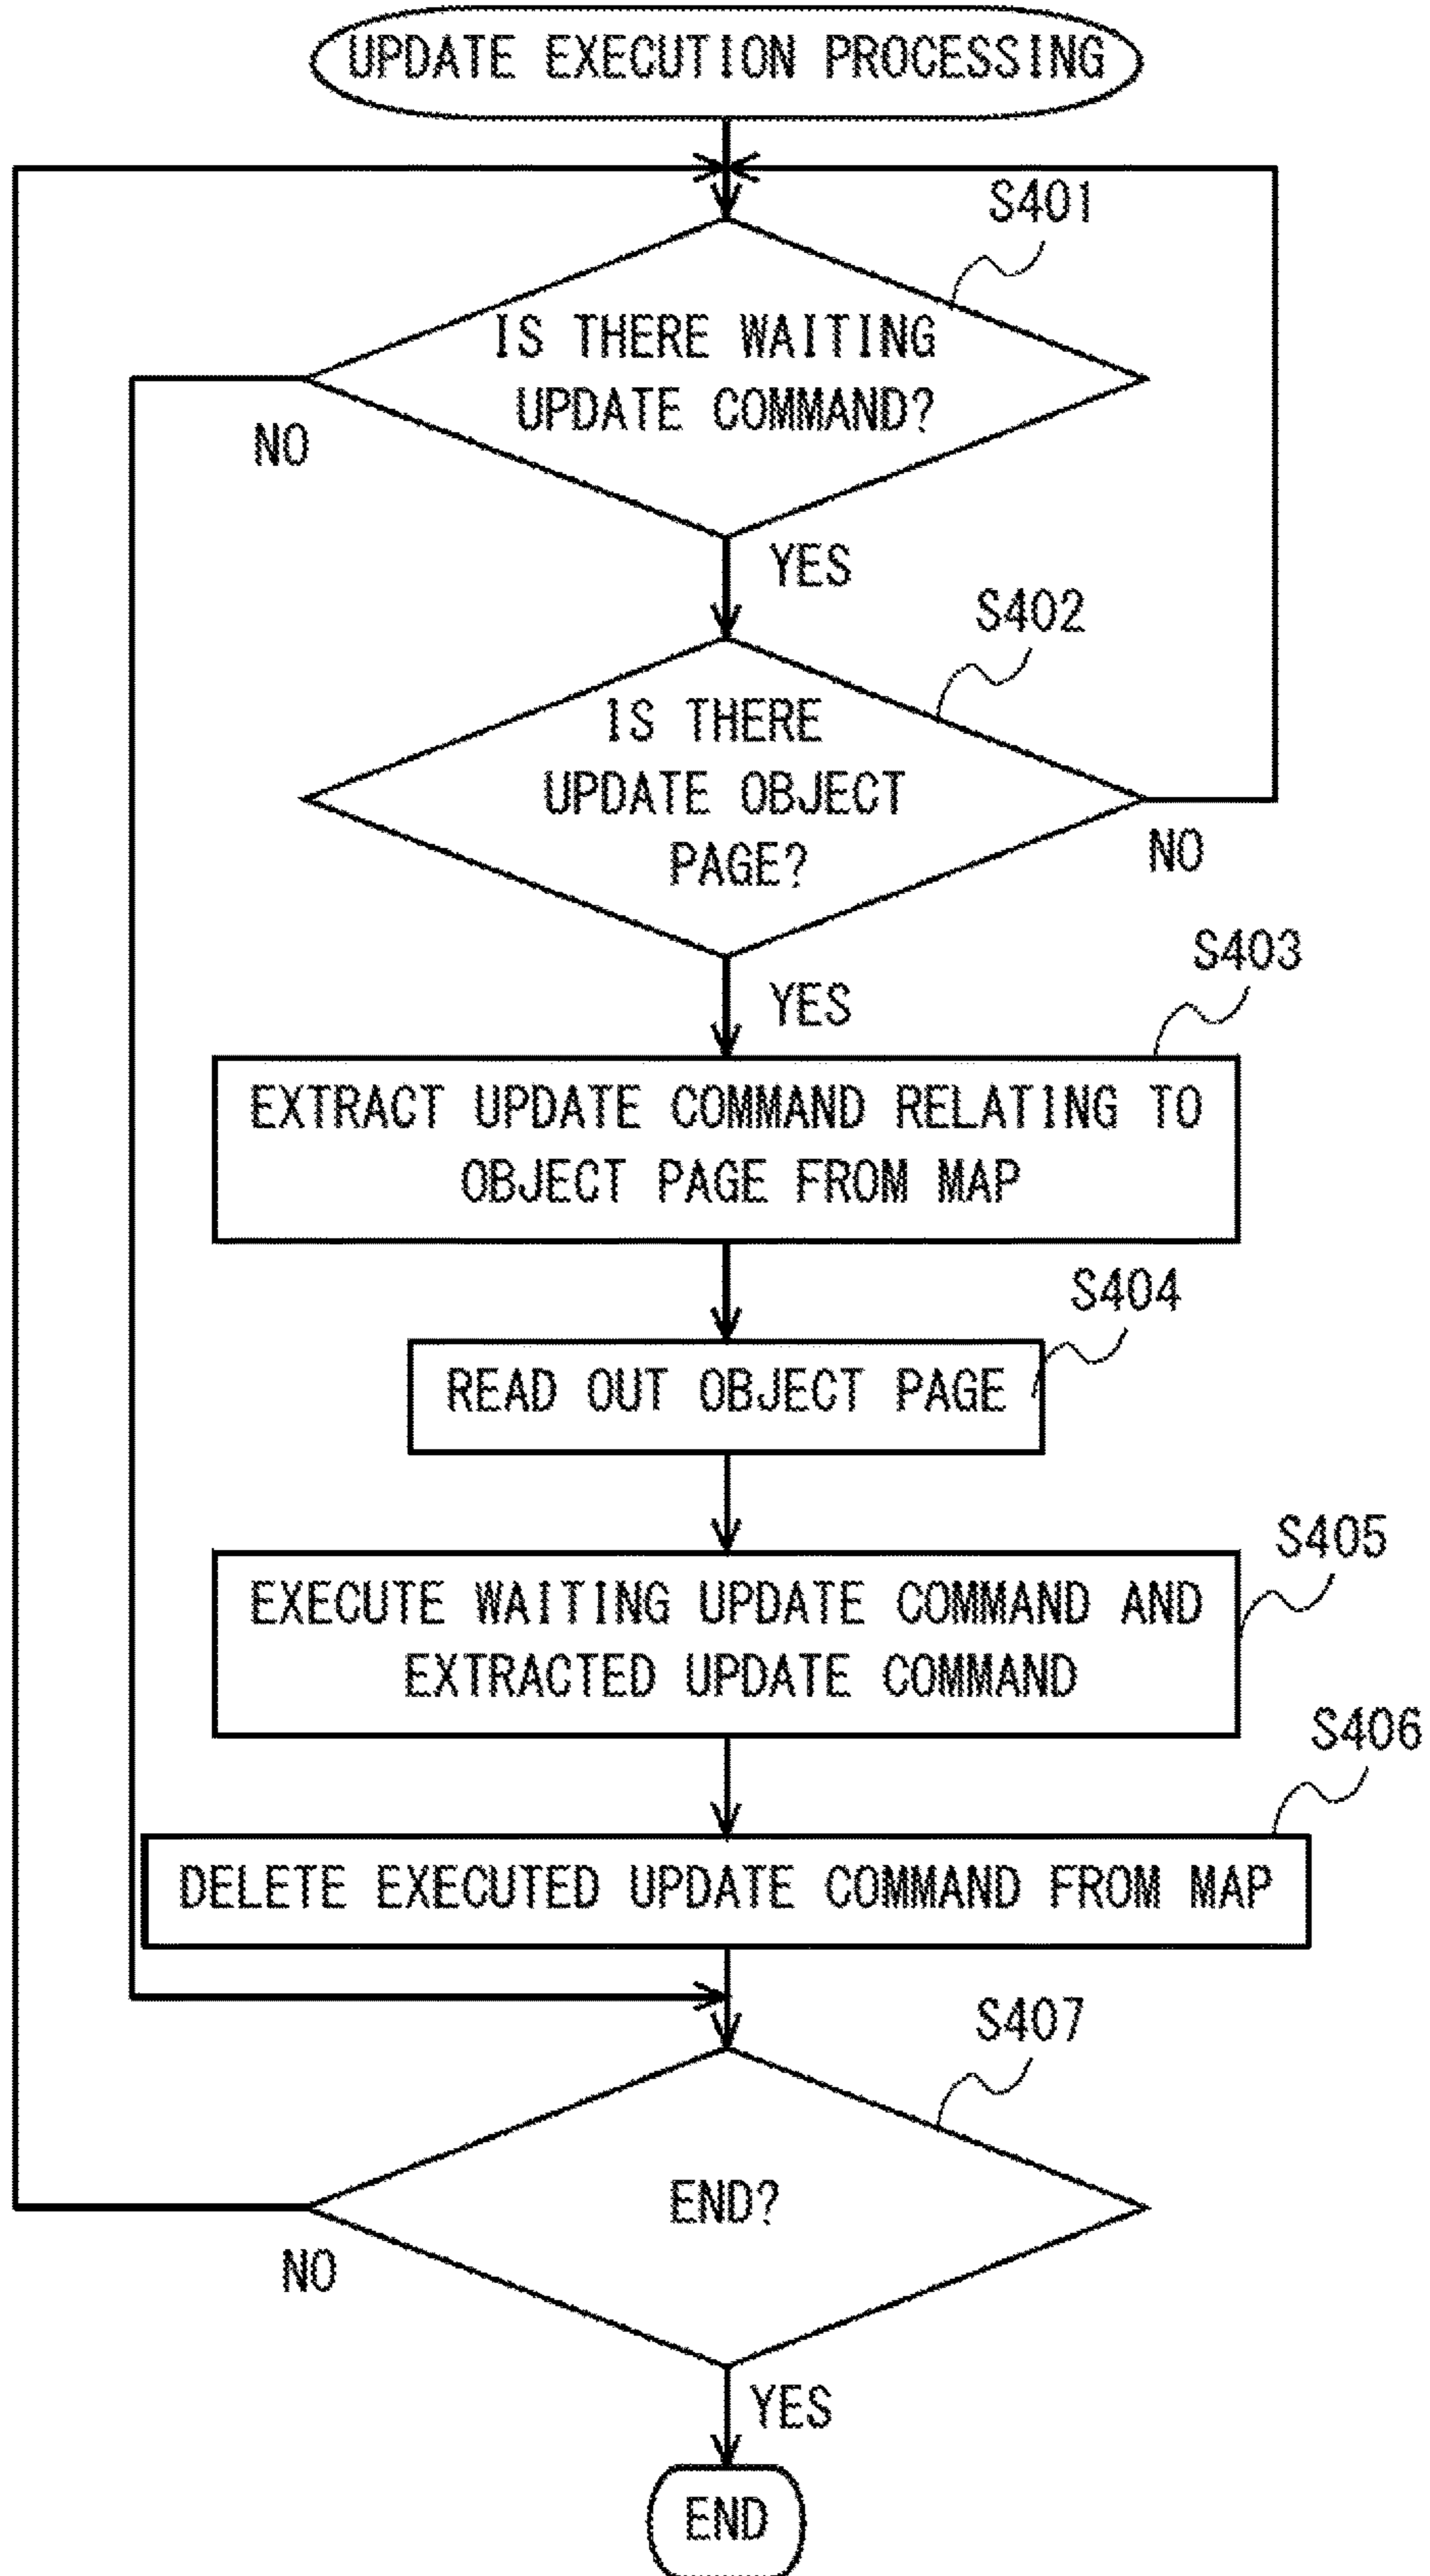 UPDATE EXECUTION PROCESSING
S401
IS THERE WAITING
UPDATE COMMAND?
NO
YES
S402
IS THERE
UPDATE OBJECT
PAGE?
NO
YES
S403
EXTRACT UPDATE COMMAND RELATING TO
OBJECT PAGE FROM MAP
S404
READ OUT OBJECT PAGE
S405
EXECUTE WAITING UPDATE COMMAND AND
EXTRACTED UPDATE COMMAND
S406
DELETE EXECUTED UPDATE COMMAND FROM MAP
S407
END?
NO
YES
END